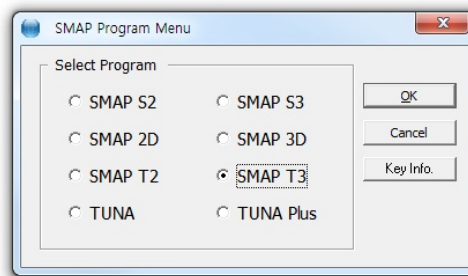 SMAP Program Menu
Select Program
SMAP S2 SMAP S3
SMAP 2D SMAP 3D
SMAP T2 SMAP T3
TUNA TUNA Plus
OK
Cancel
Key Info.